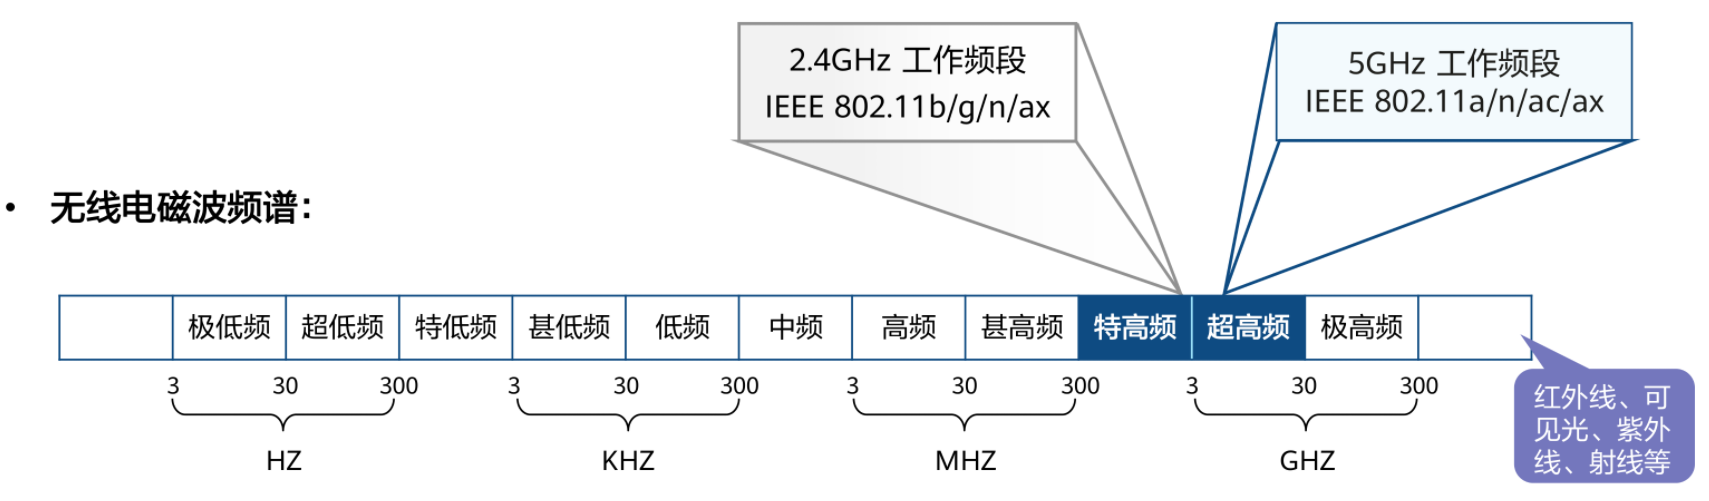 2.4GHz 工作频段
IEEE 802.11b/g/n/ax
5GHz 工作频段
IEEE 802.11a/n/ac/ax
• 无线电磁波频谱：
极低频 超低频 特低频 甚低频 低频 中频 高频 甚高频 特高频 超高频 极高频
3 30 300 3 30 300 3 30 300 3 30 300
HZ KHZ MHZ GHZ
红外线、可
见光、紫外
线、射线等